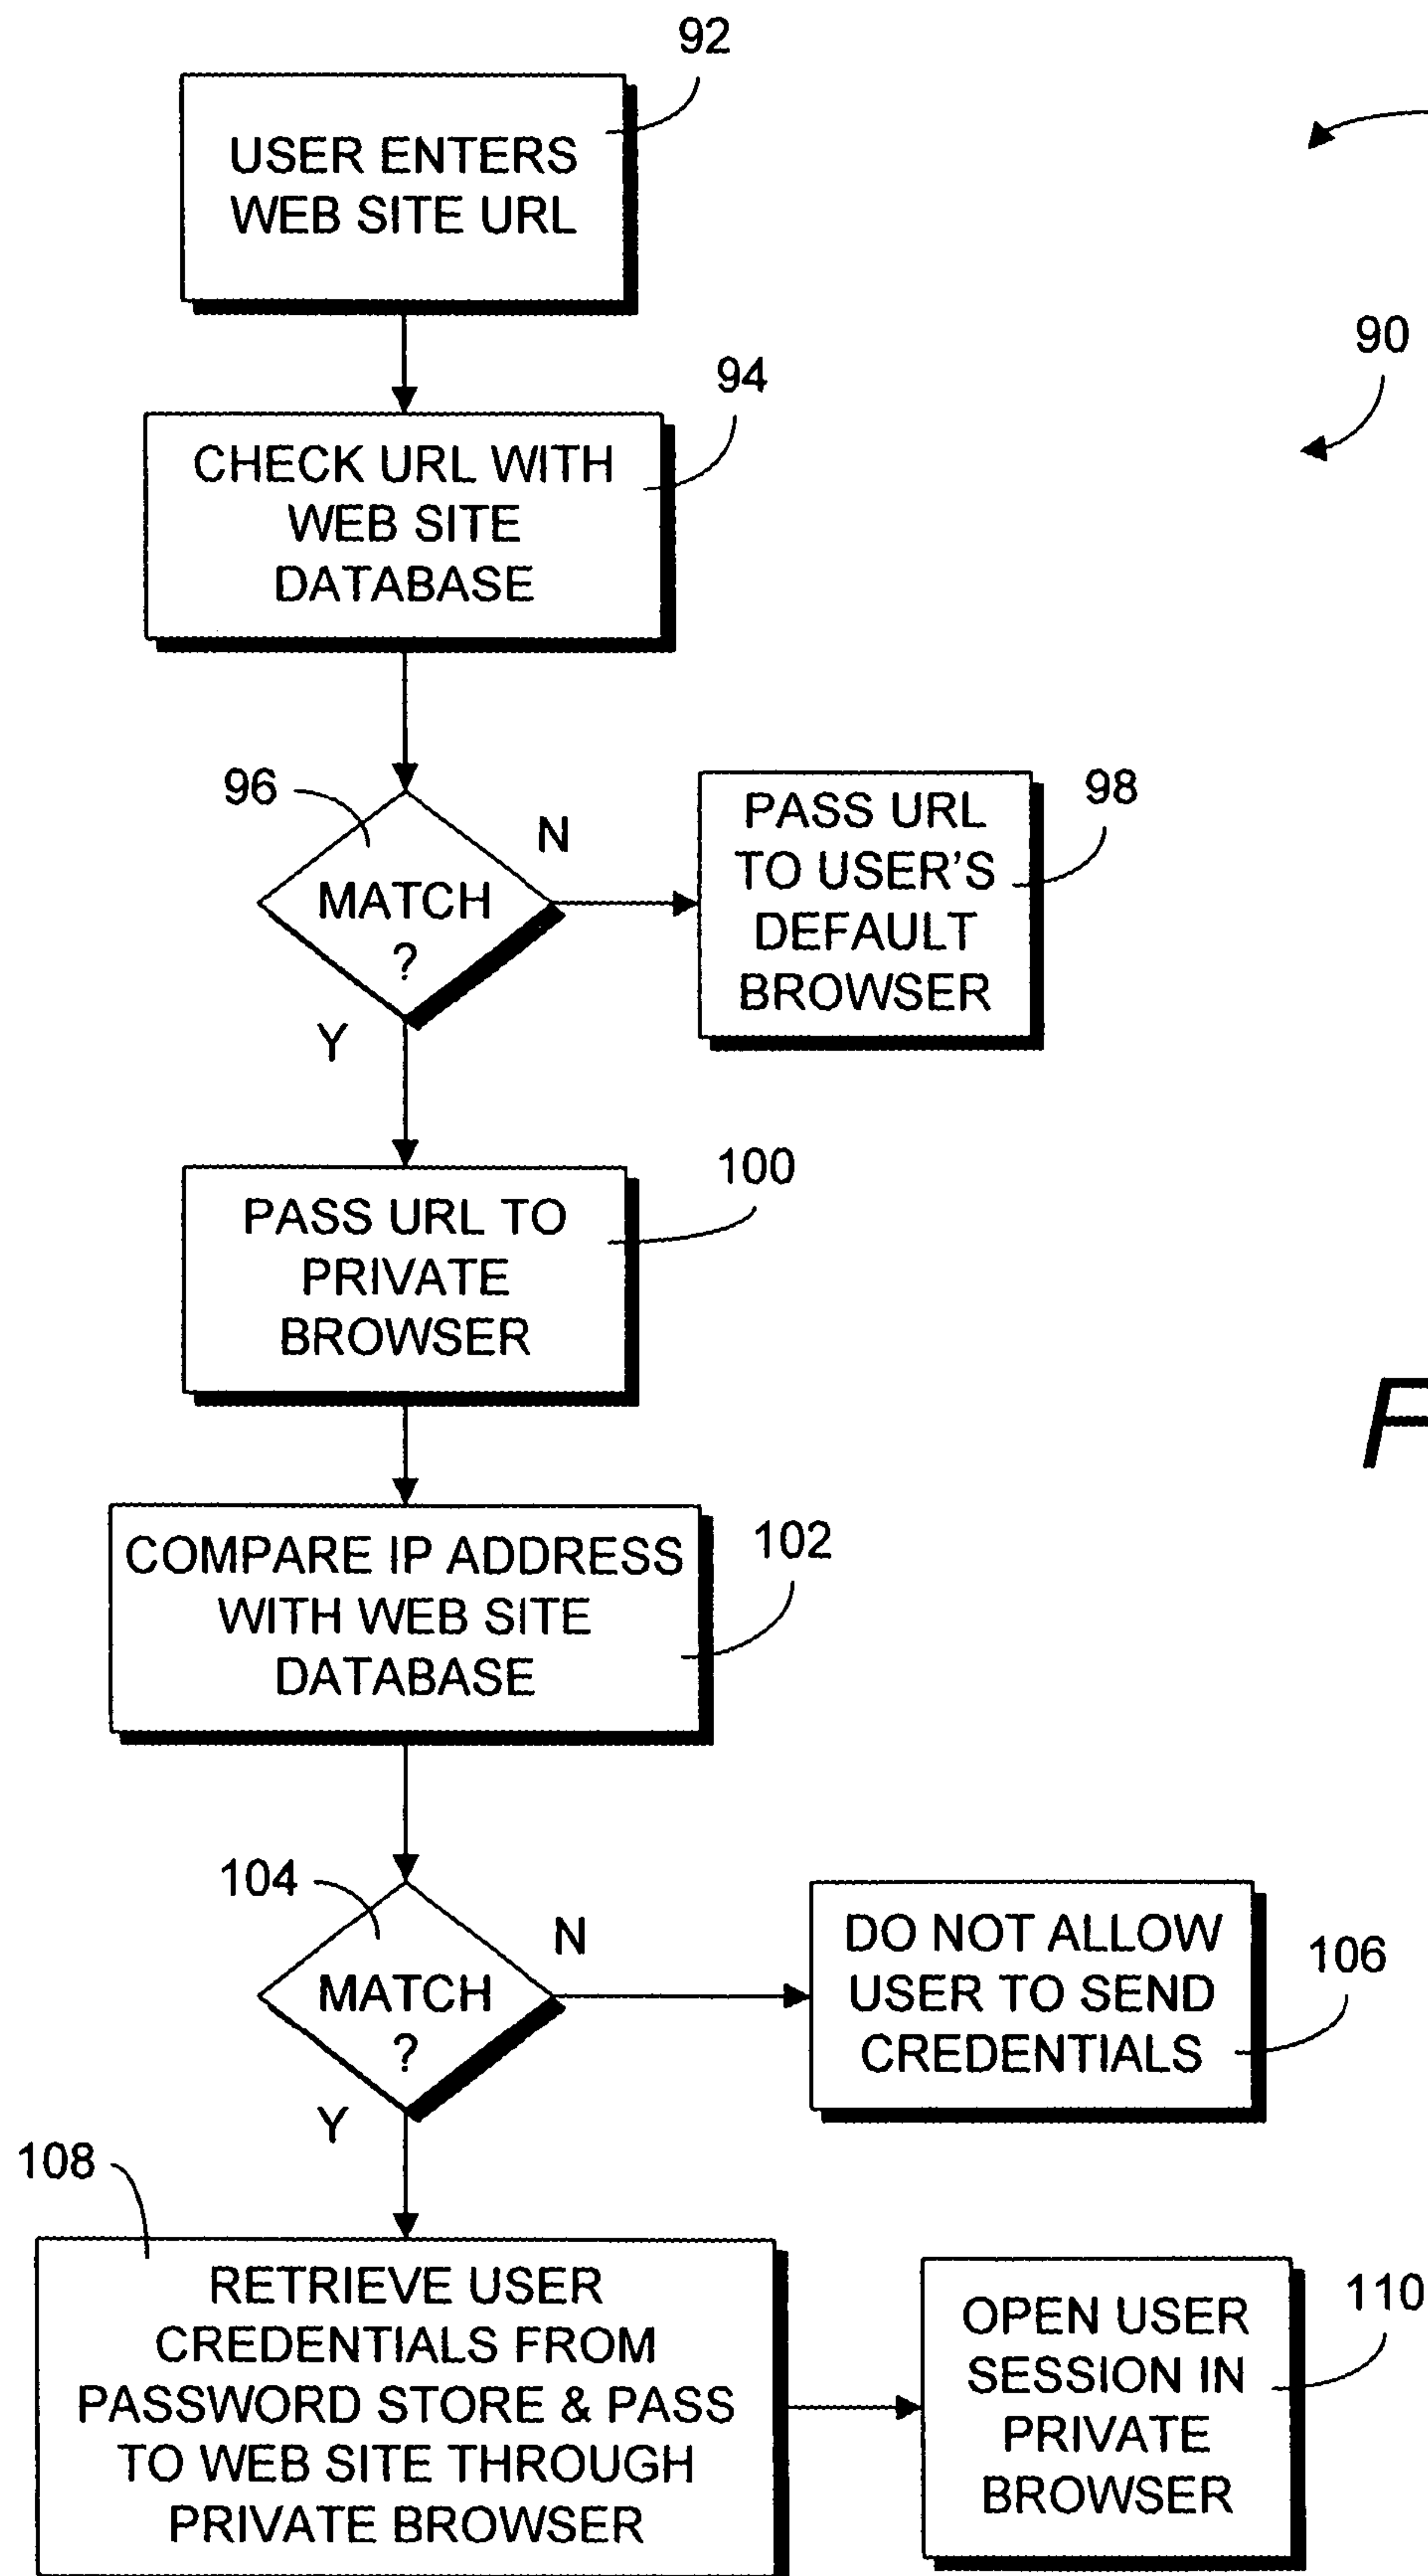 92
USER ENTERS
WEB SITE URL
90
94
CHECK URL WITH
WEB SITE
DATABASE
96
MATCH
?
N
Y
98
PASS URL
TO USER'S
DEFAULT
BROWSER
100
PASS URL TO
PRIVATE
BROWSER
F
102
COMPARE IP ADDRESS
WITH WEB SITE
DATABASE
104
MATCH
?
N
Y
106
DO NOT ALLOW
USER TO SEND
CREDENTIALS
108
RETRIEVE USER
CREDENTIALS FROM
PASSWORD STORE & PASS
TO WEB SITE THROUGH
PRIVATE BROWSER
110
OPEN USER
SESSION IN
PRIVATE
BROWSER